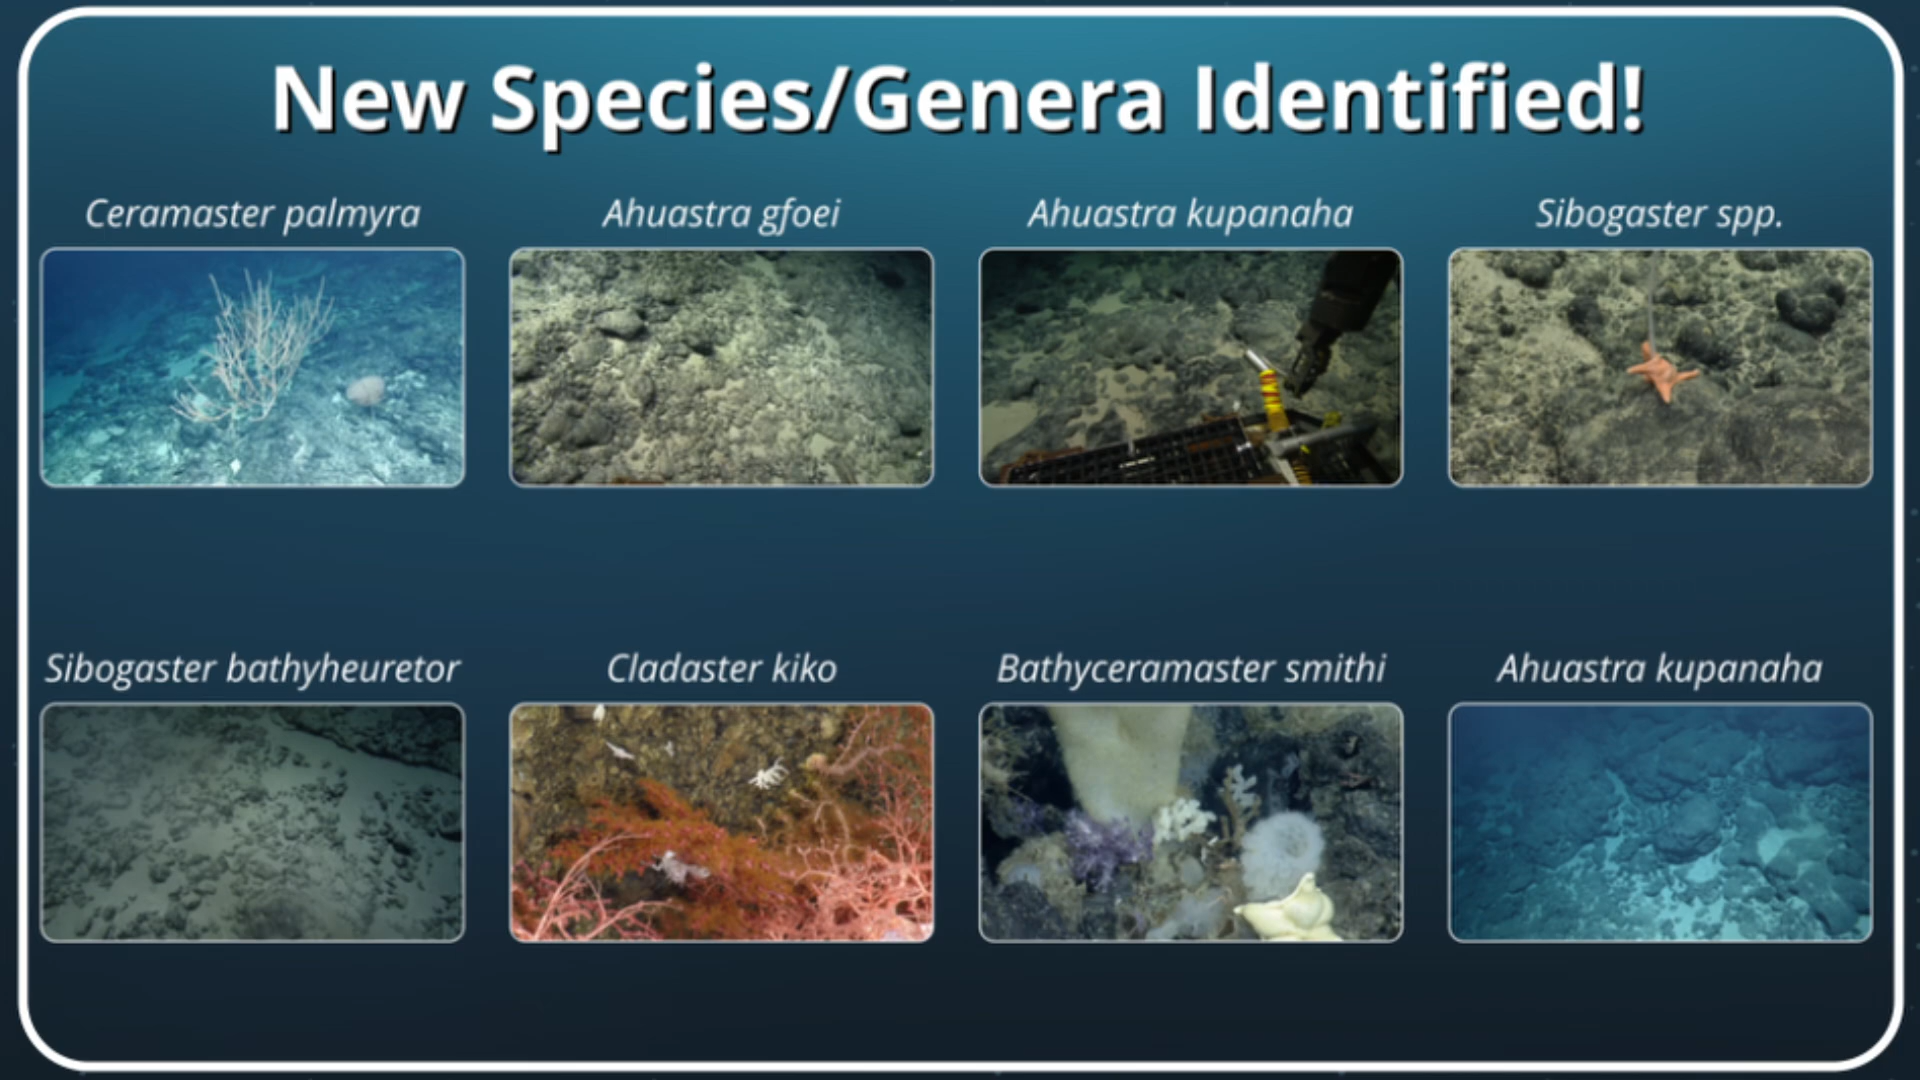 New Species/Genera Identified!
Ceramaster palmyra
Ahuastra gfoei
Ahuastra kupanaha
Sibogaster spp.
Sibogaster bathyheuretor
Cladaster kiko
Bathyceramaster smithi
Ahuastra kupanaha